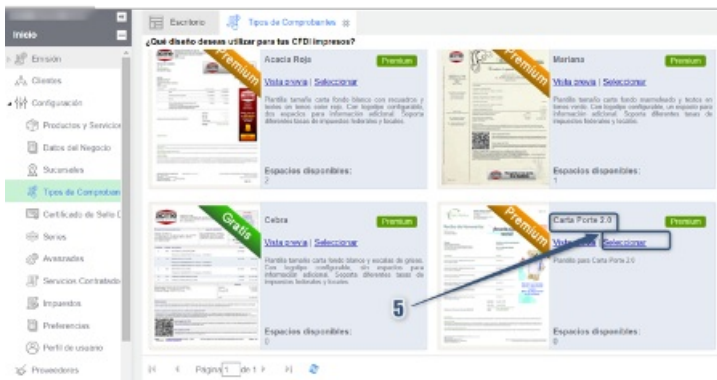 Inicio
Emisión
Clientes
Configuración
Productos y Servicios
Datos del Negocio
Sucursales
Tipos de Comproban
Certificado de Sello D
Series
Avanzadas
Servicios Contratado
Impuestos
Preferencias
Perfil de usuario
Proveedores
Escritorio
Tipos de Comprobantes
¿Qué diseño deseas utilizar para tus CFDI impresos?
Premium
Acacia Roja
Premium
Vista previa | Seleccionar
Plantilla tamaño carta fondo blanco con recuadros y
textos en tonos color rojo. Con logotipo configurable,
dos espacios para información adicional. Soporta
diferentes tasas de impuestos federales y locales.
Espacios disponibles:
2
Premium
Mariana
Premium
Vista previa | Seleccionar
Plantilla tamaño carta fondo marmoleado y textos en
tonos verde. Con logotipo configurable, un espacio para
información adicional. Soporta diferentes tasas de
impuestos federales y locales.
Espacios disponibles:
1
Gratis
Cebra
Premium
Vista previa | Seleccionar
Plantilla tamaño carta fondo blanco y escalas de grises.
Con logotipo configurable, sin espacios para
información adicional. Soporta diferentes tasas de
impuestos federales y locales.
Espacios disponibles:
0
Premium
Carta Porte 2.0
Premium
Vista previa | Seleccionar
Plantilla para Carta Porte 2.0
Espacios disponibles:
0
5
Página 1 de 1